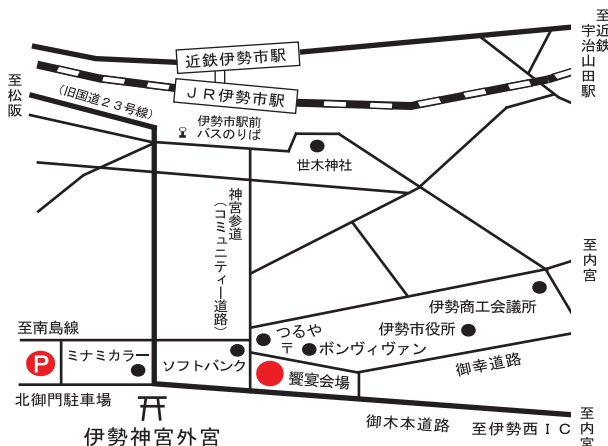 至近鉄宇治山田駅
近鉄伊勢市駅
ＪＲ伊勢市駅
至松阪
(旧国道２３号線)
伊勢市駅前
バスのりば
世木神社
神宮参道
(コミュニティー道路)
至内宮
伊勢商工会議所
伊勢市役所
つるや
〒
ボンヴィヴァン
至南島線
ミナミカラー
ソフトバンク
P
饗宴会場
御幸道路
北御門駐車場
御木本道路
至伊勢西ＩＣ
至内宮
伊勢神宮外宮